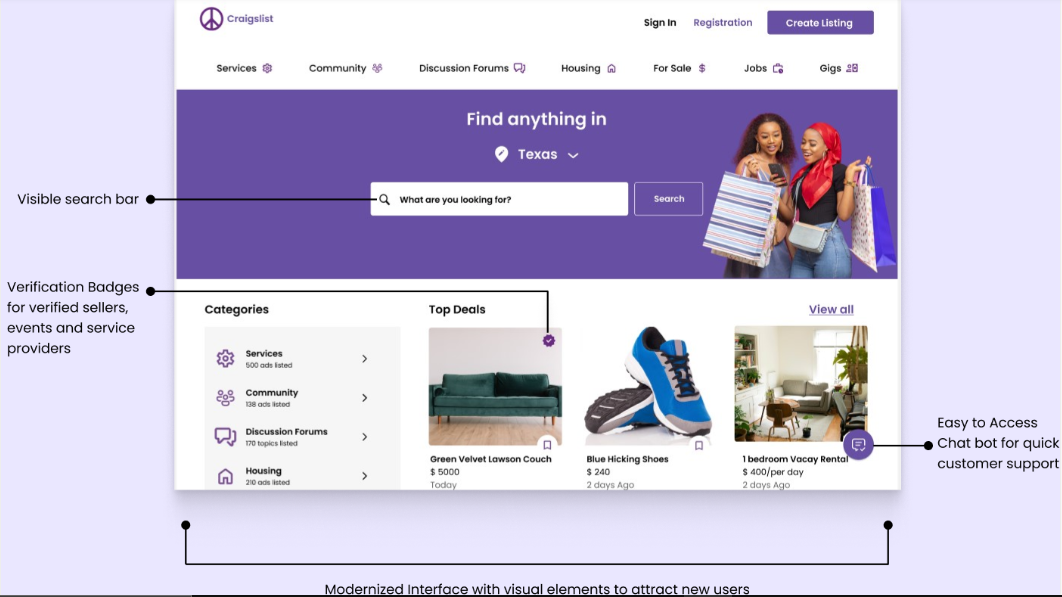 Craigslist
Sign In
Registration
Create Listing
Services
Community
Discussion Forums
Housing
For Sale
Jobs
Gigs
Find anything in
Texas
What are you looking for?
Search
Visible search bar
Verification Badges
for verified sellers,
events and service
providers
Categories
Services
500 ads listed
Community
138 ads listed
Discussion Forums
170 topics listed
Housing
210 ads listed
Top Deals
View all
Green Velvet Lawson Couch
$ 5000
Today
Blue Hicking Shoes
$ 240
2 days Ago
1 bedroom Vacay Rental
$ 400/per day
2 days Ago
Easy to Access
Chat bot for quick
customer support
Modernized Interface with visual elements to attract new users